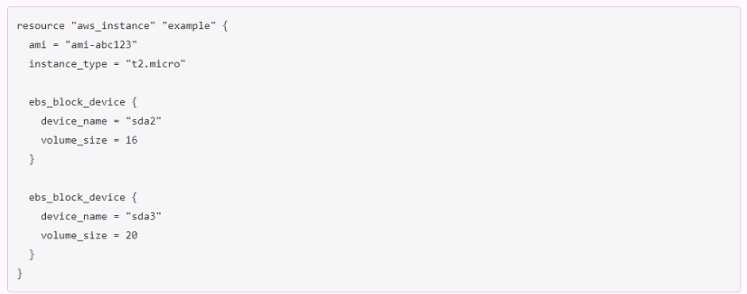 resource "aws_instance" "example" {
  ami = "ami-abc123"
  instance_type = "t2.micro"

  ebs_block_device {
    device_name = "sda2"
    volume_size = 16
  }

  ebs_block_device {
    device_name = "sda3"
    volume_size = 20
  }
}